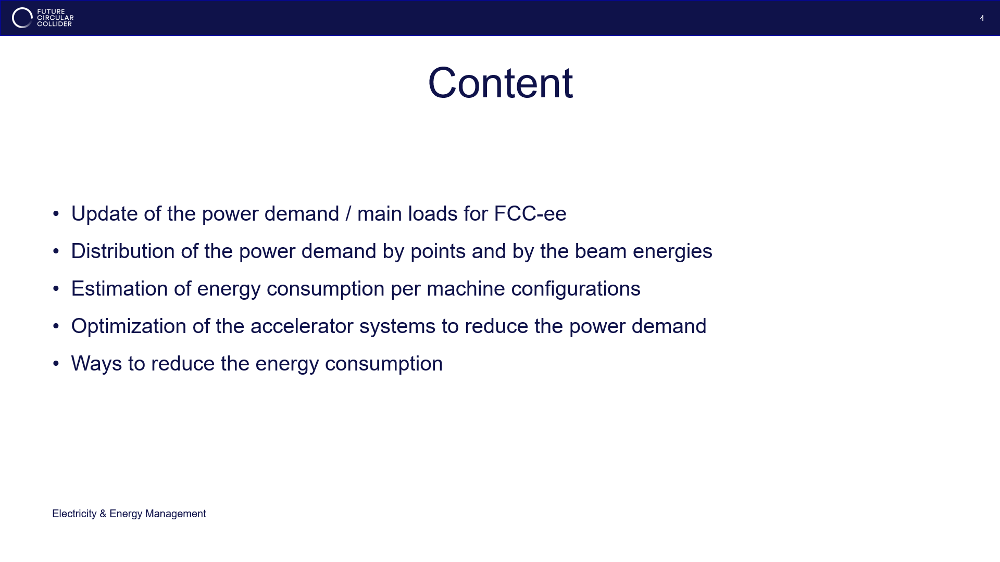 FUTURE
CIRCULAR
COLLIDER
4
Content
• Update of the power demand / main loads for FCC-ee
• Distribution of the power demand by points and by the beam energies
• Estimation of energy consumption per machine configurations
• Optimization of the accelerator systems to reduce the power demand
• Ways to reduce the energy consumption
Electricity & Energy Management